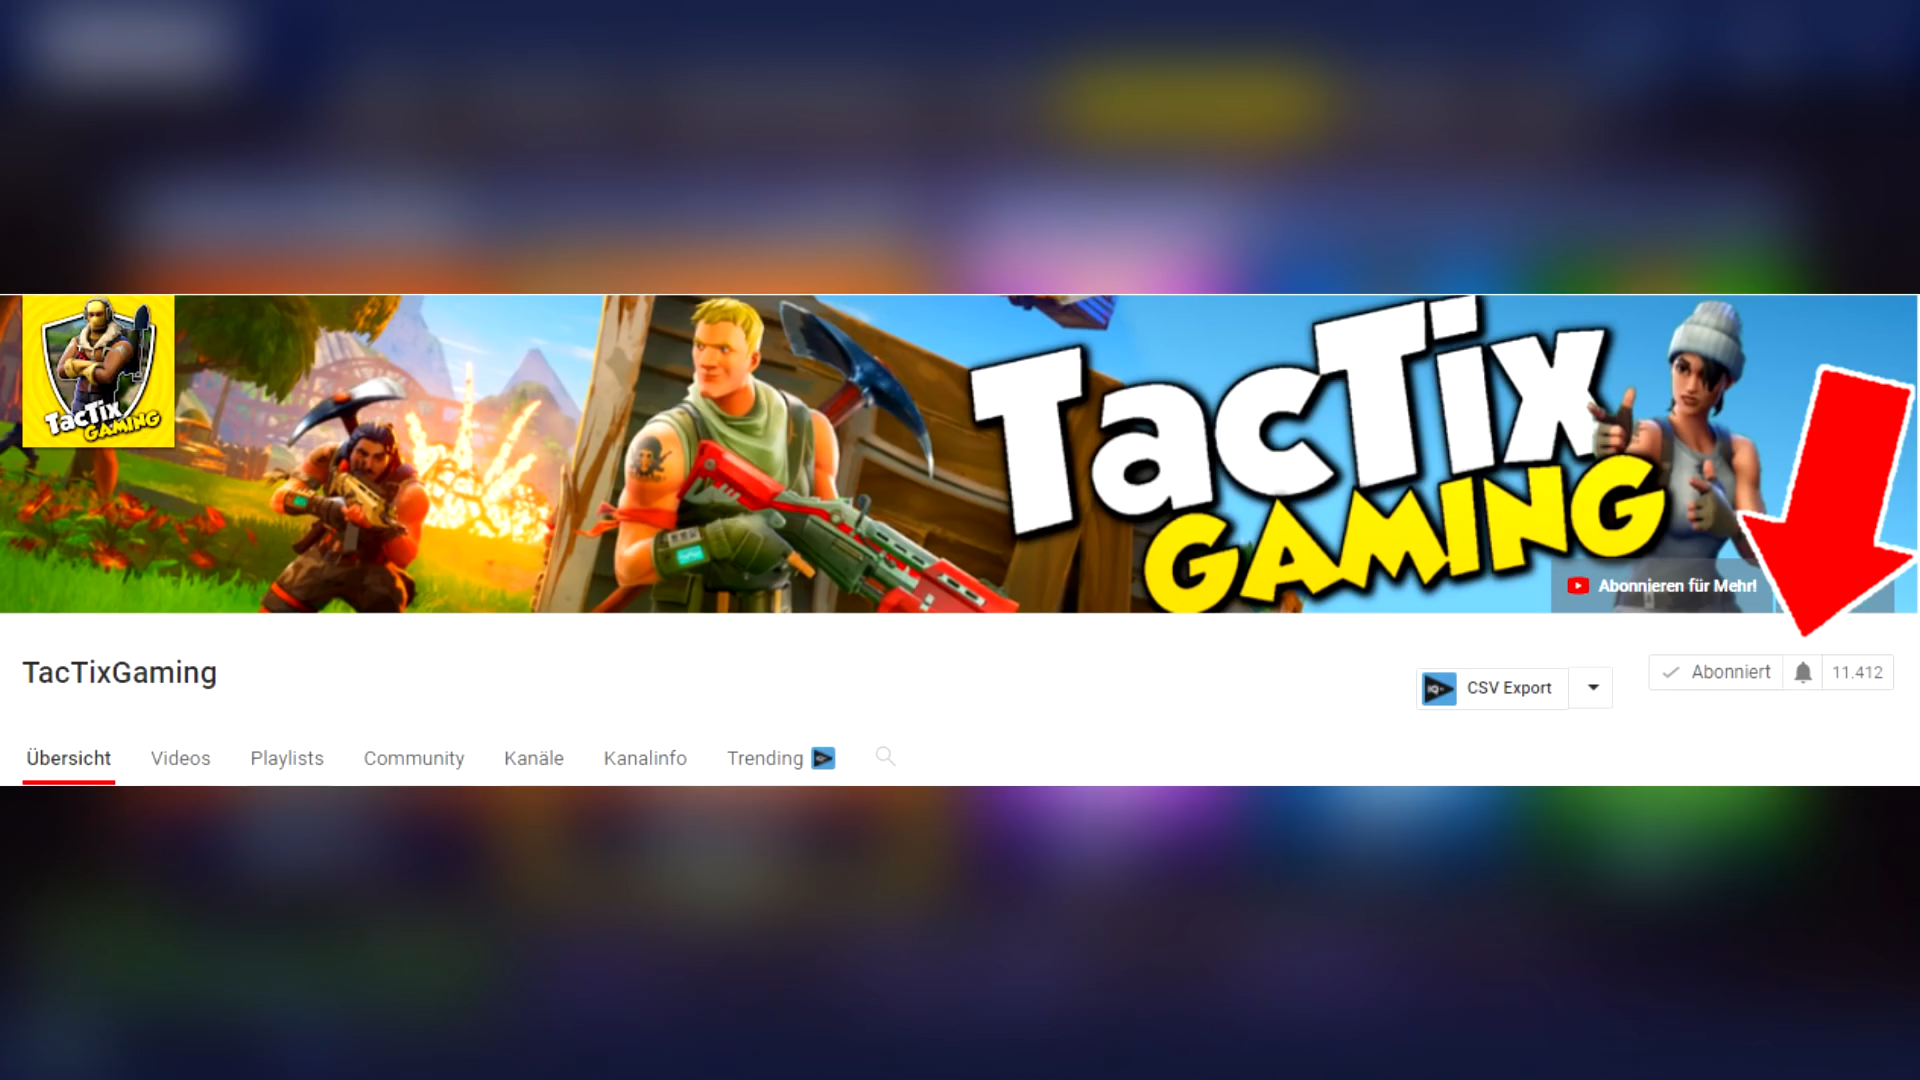 TacTix
GAMING
TacTix
GAMING
Abonnieren für Mehr!
TacTixGaming
IQ
CSV Export
Abonniert
11.412
Übersicht
Videos
Playlists
Community
Kanäle
Kanalinfo
Trending